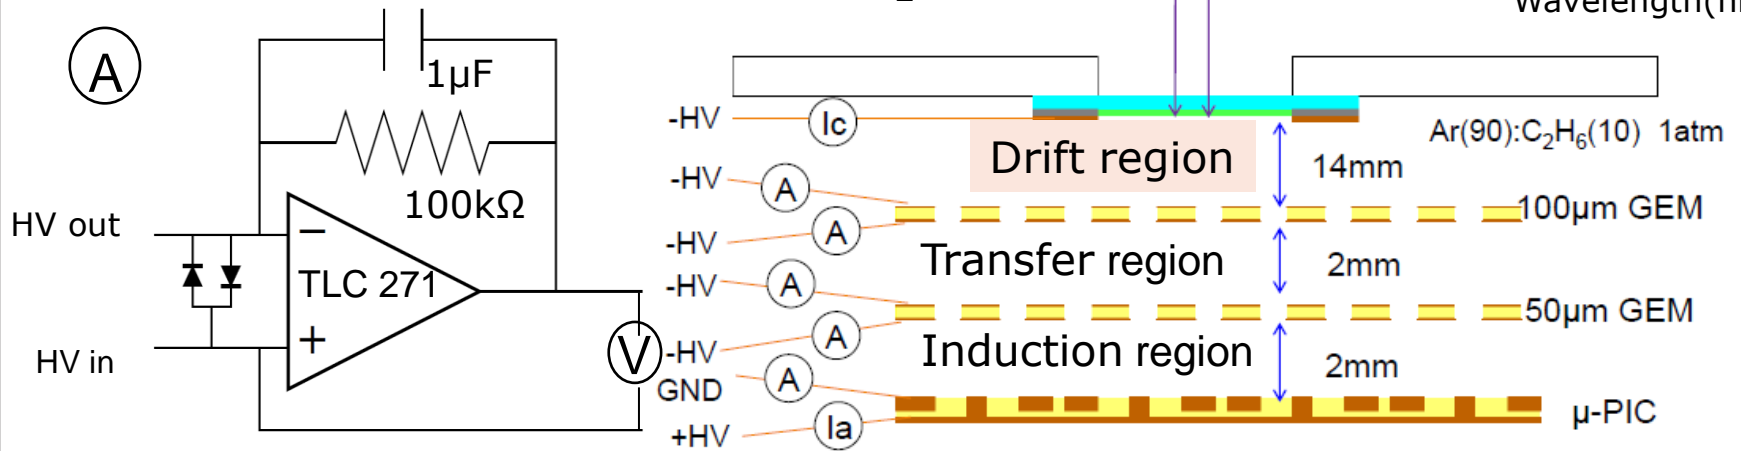 Wavelength(n
A
1μF
100kΩ
HV out
TLC 271
HV in
−
+
V
-HV
Ic
Drift region
Ar(90):C₂H₆(10) 1atm
14mm
-HV
A
100μm GEM
A
-HV
Transfer region
2mm
-HV
A
50μm GEM
A
-HV
Induction region
2mm
GND
A
μ-PIC
Ia
+HV